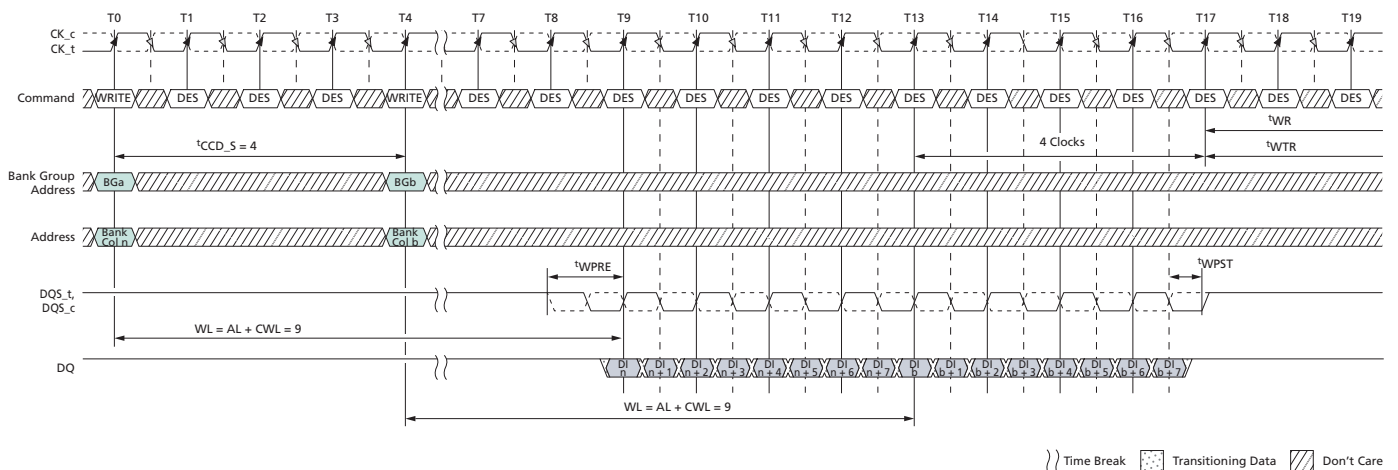 T0 T1 T2 T3 T4 T7 T8 T9 T10 T11 T12 T13 T14 T15 T16 T17 T18 T19
CK_c
CK_t
Command WRITE DES DES DES WRITE DES DES DES DES DES DES DES DES DES DES DES DES DES
tWR
tCCD_S = 4 4 Clocks tWTR
Bank Group
Address BGa BGb
Address Bank
Col n Bank
Col b
tWPRE tWPST
DQS_t,
DQS_c
WL = AL + CWL = 9
DQ DI
n DI
n + 1 DI
n + 2 DI
n + 3 DI
n + 4 DI
n + 5 DI
n + 6 DI
n + 7 DI
b DI
b + 1 DI
b + 2 DI
b + 3 DI
b + 4 DI
b + 5 DI
b + 6 DI
b + 7
WL = AL + CWL = 9
Time Break Transitioning Data Don't Care